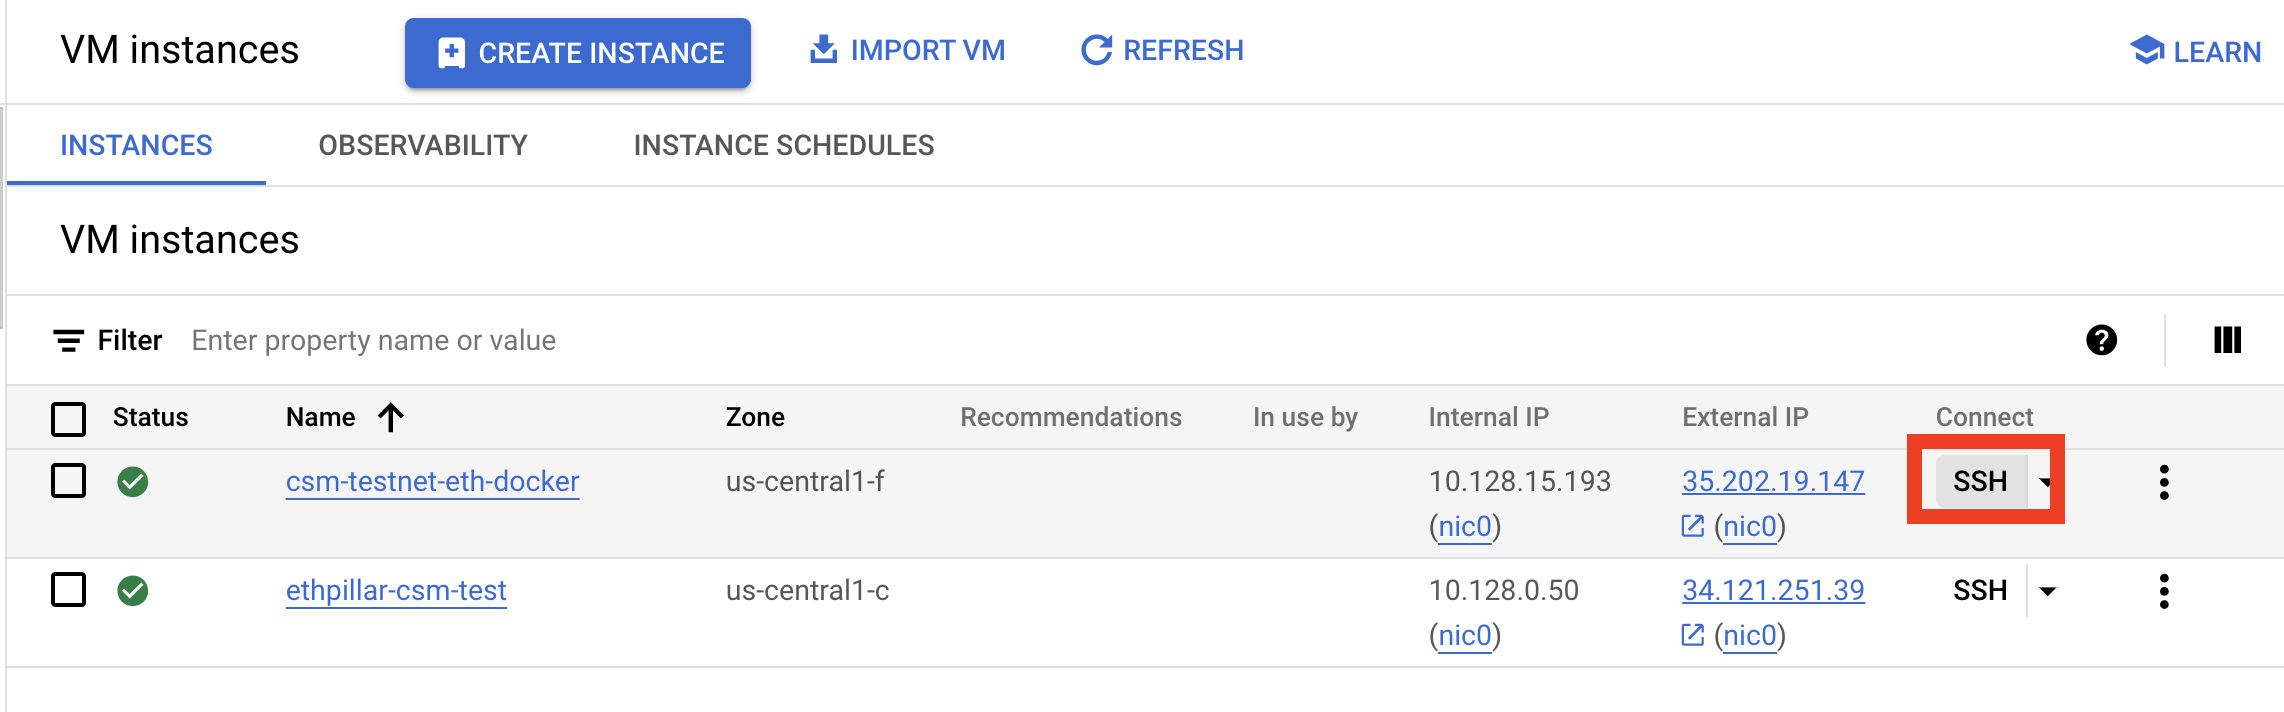 VM instances CREATE INSTANCE IMPORT VM REFRESH LEARN
INSTANCES OBSERVABILITY INSTANCE SCHEDULES
VM instances
Filter Enter property name or value
Status Name Zone Recommendations In use by Internal IP External IP Connect
csm-testnet-eth-docker us-central1-f 10.128.15.193 35.202.19.147 SSH
(nic0) (nic0)
ethpillar-csm-test us-central1-c 10.128.0.50 34.121.251.39 SSH
(nic0) (nic0)